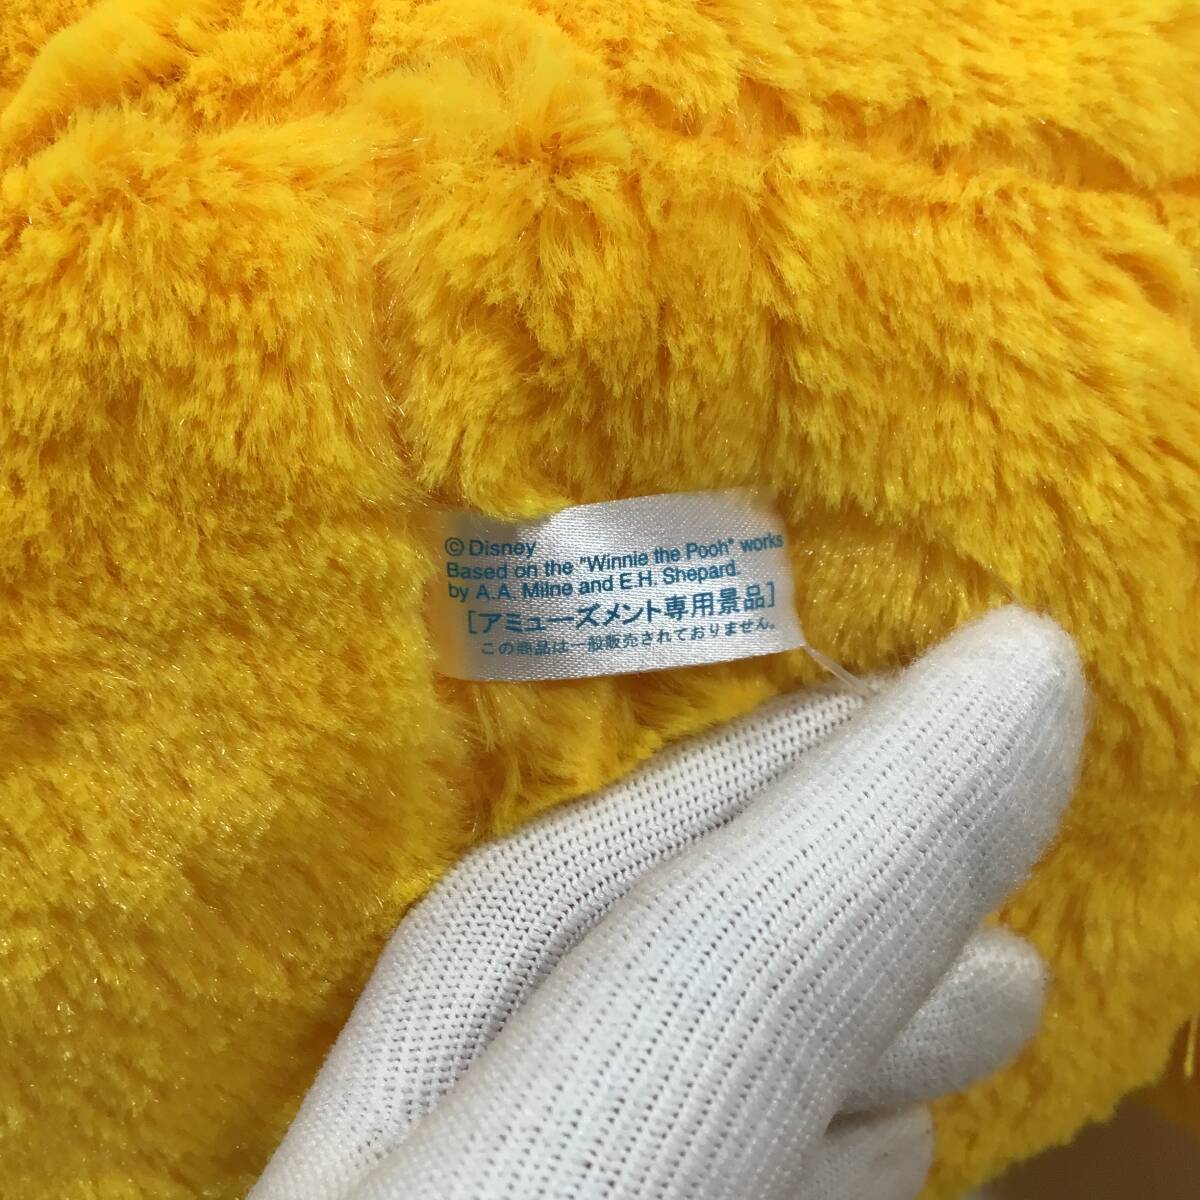 © Disney
Based on the "Winnie the Pooh" works
by A.A. Milne and E.H. Shepard.
[アミューズメント専用景品]
この商品は一般販売されておりません。